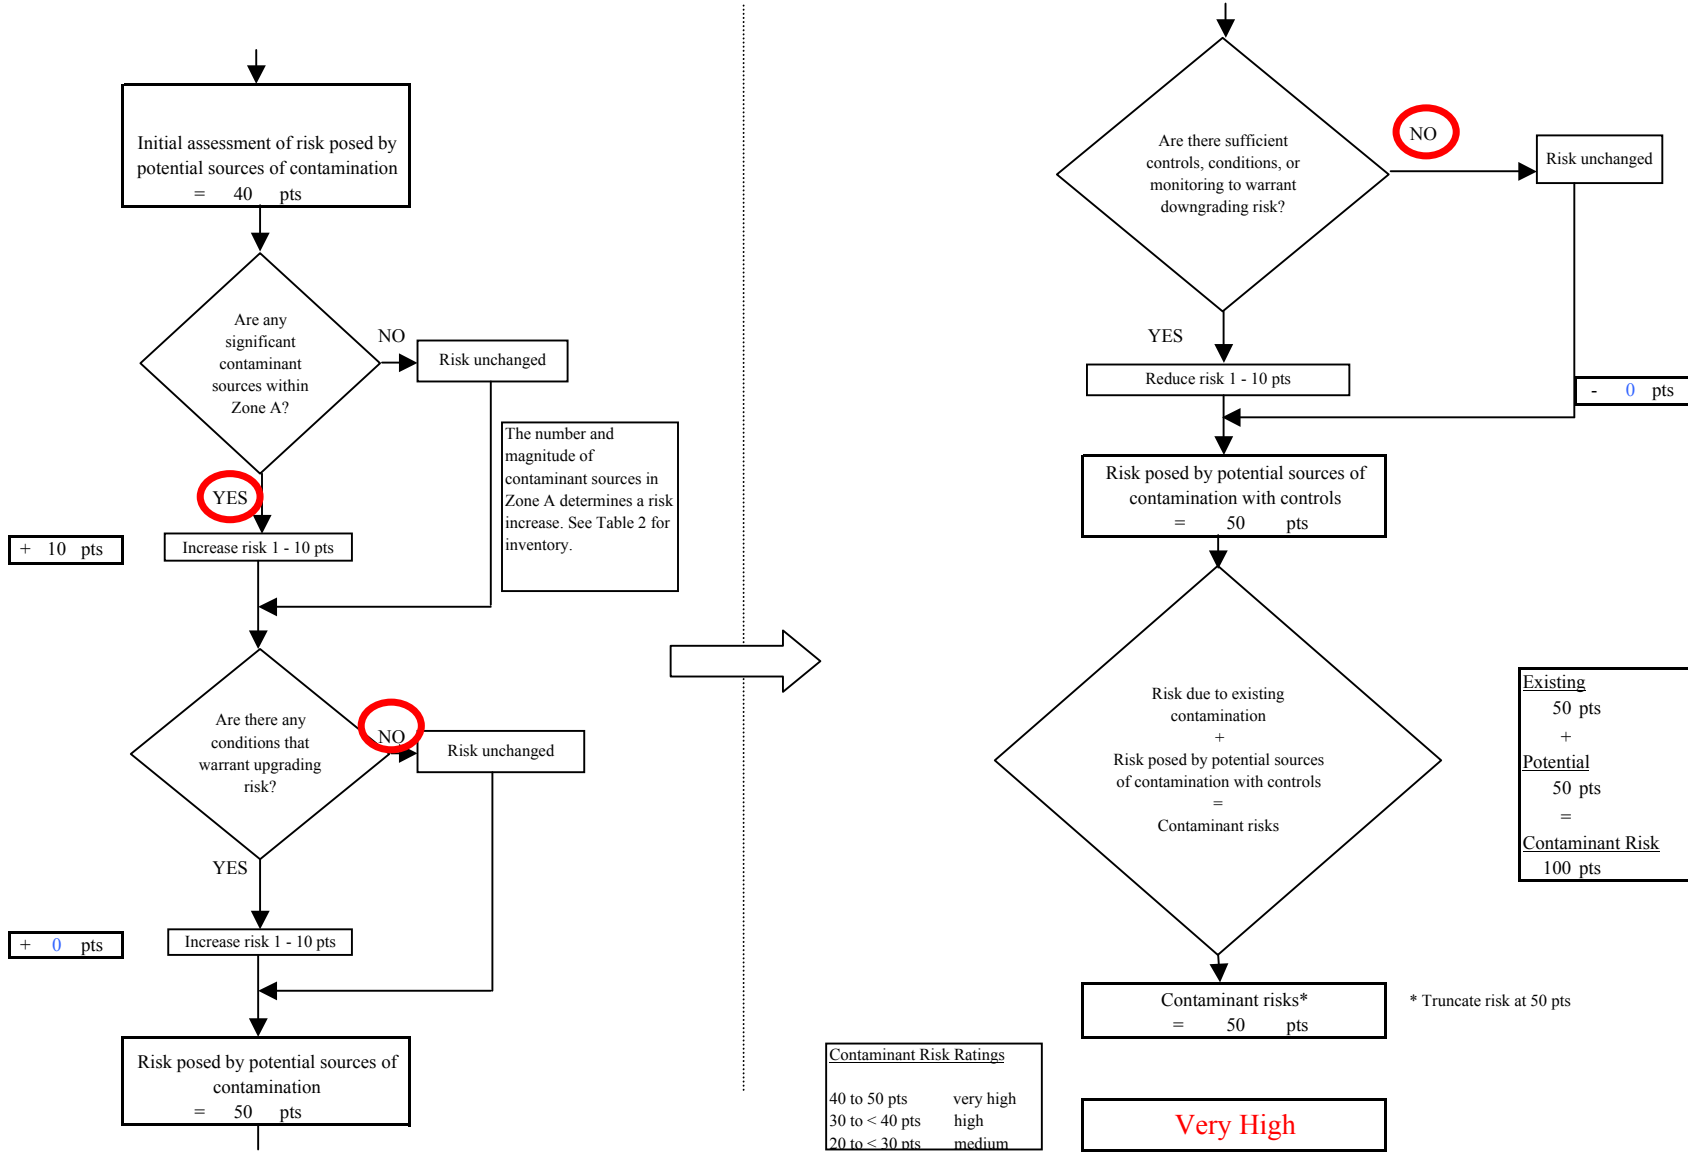 Initial assessment of risk posed by
potential sources of contamination
= 40 pts
Are any
significant
contaminant
sources within
Zone A?
NO
Risk unchanged
The number and
magnitude of
contaminant sources in
Zone A determines a risk
increase. See Table 2 for
inventory.
YES
+ 10 pts
Increase risk 1 - 10 pts
Are there any
conditions that
warrant upgrading
risk?
NO
Risk unchanged
YES
+ 0 pts
Increase risk 1 - 10 pts
Risk posed by potential sources of
contamination
= 50 pts
Are there sufficient
controls, conditions, or
monitoring to warrant
downgrading risk?
NO
Risk unchanged
YES
Reduce risk 1 - 10 pts
- 0 pts
Risk posed by potential sources of
contamination with controls
= 50 pts
Risk due to existing
contamination
+
Risk posed by potential sources
of contamination with controls
=
Contaminant risks
Existing
50 pts
+
Potential
50 pts
=
Contaminant Risk
100 pts
Contaminant risks*
= 50 pts
* Truncate risk at 50 pts
Contaminant Risk Ratings
40 to 50 pts very high
30 to < 40 pts high
20 to < 30 pts medium
Very High